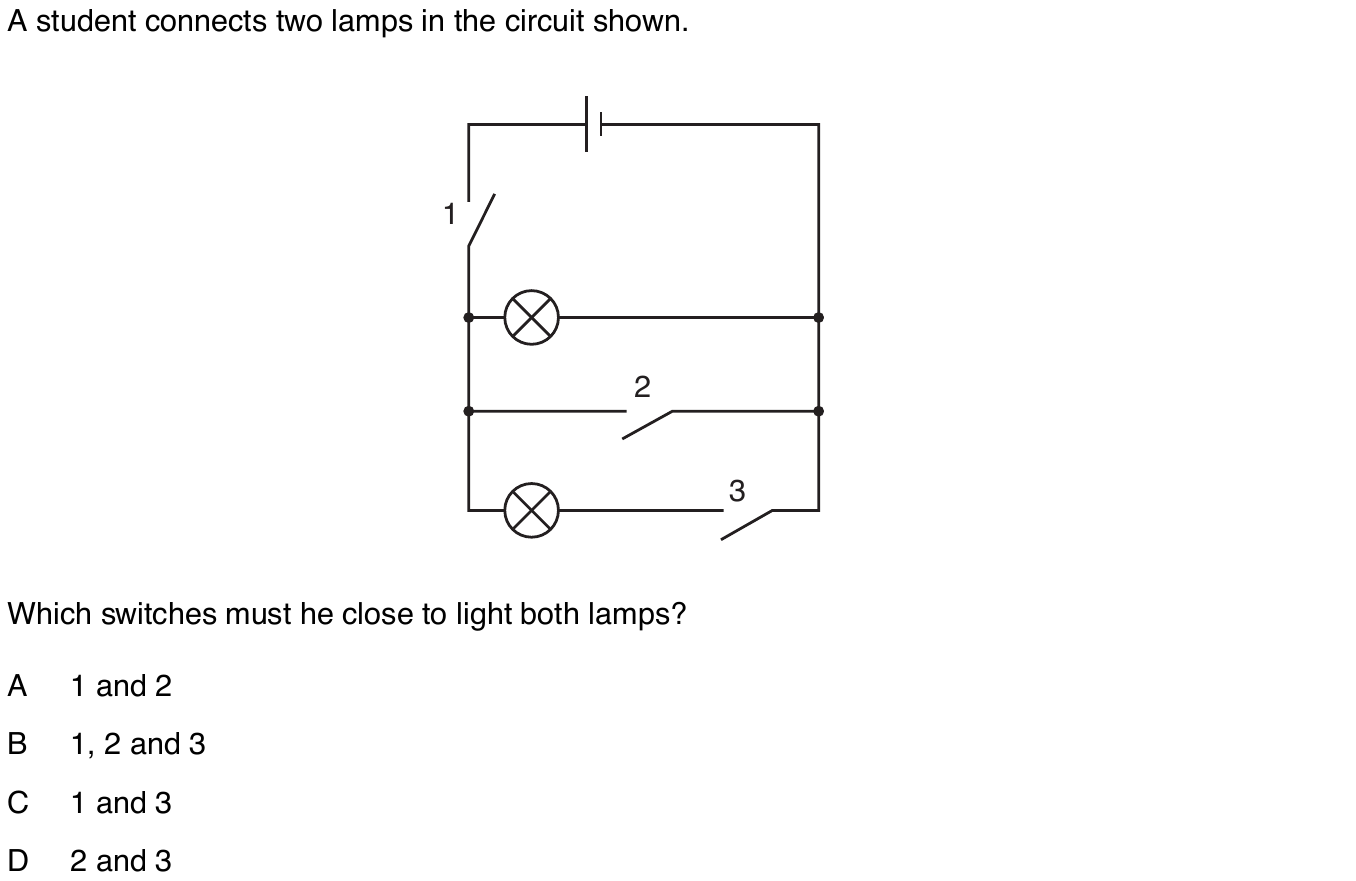 A student connects two lamps in the circuit shown.
1
2
3
Which switches must he close to light both lamps?
A 1 and 2
B 1, 2 and 3
C 1 and 3
D 2 and 3